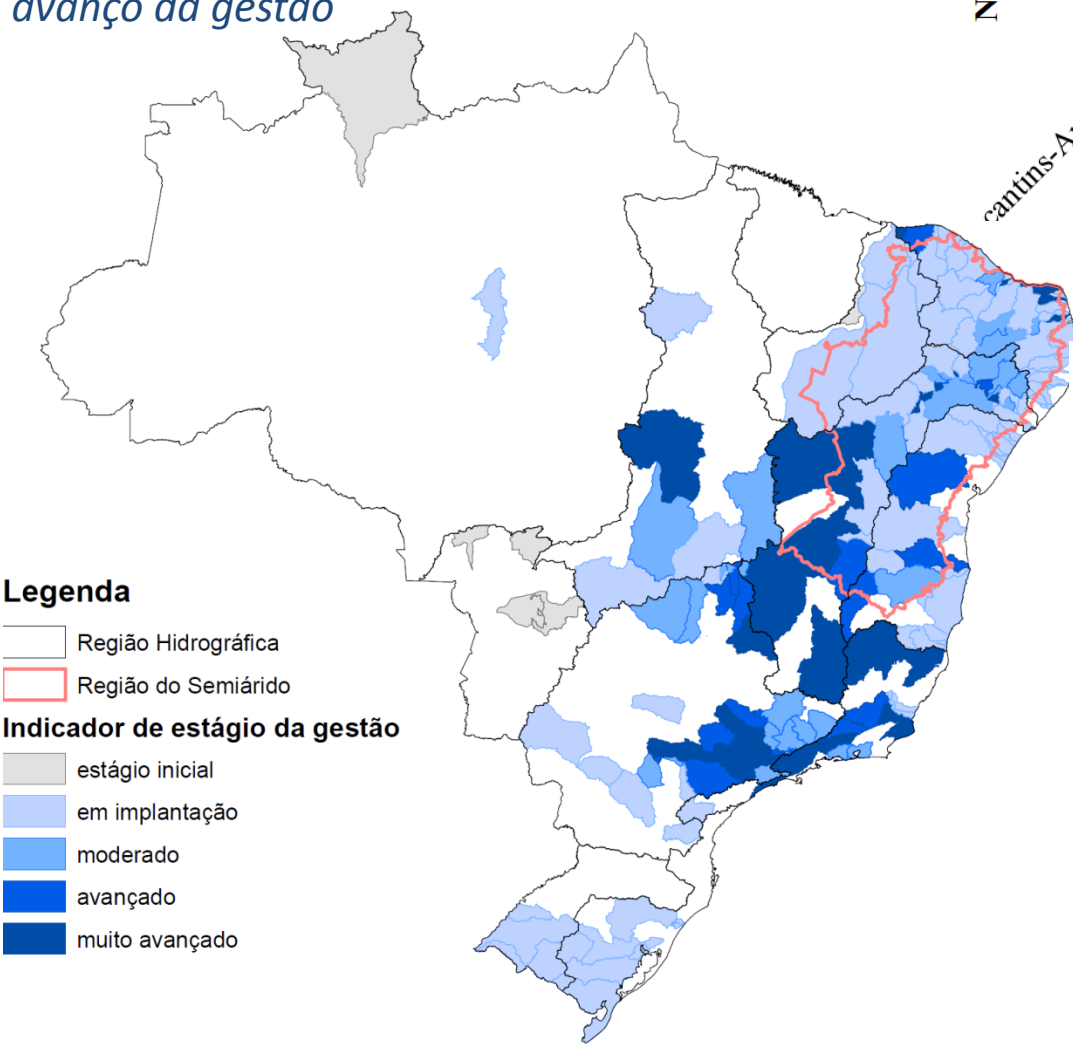 avanço da gestão
N
cantins-A
Legenda
Região Hidrográfica
Região do Semiárido
Indicador de estágio da gestão
estágio inicial
em implantação
moderado
avançado
muito avançado